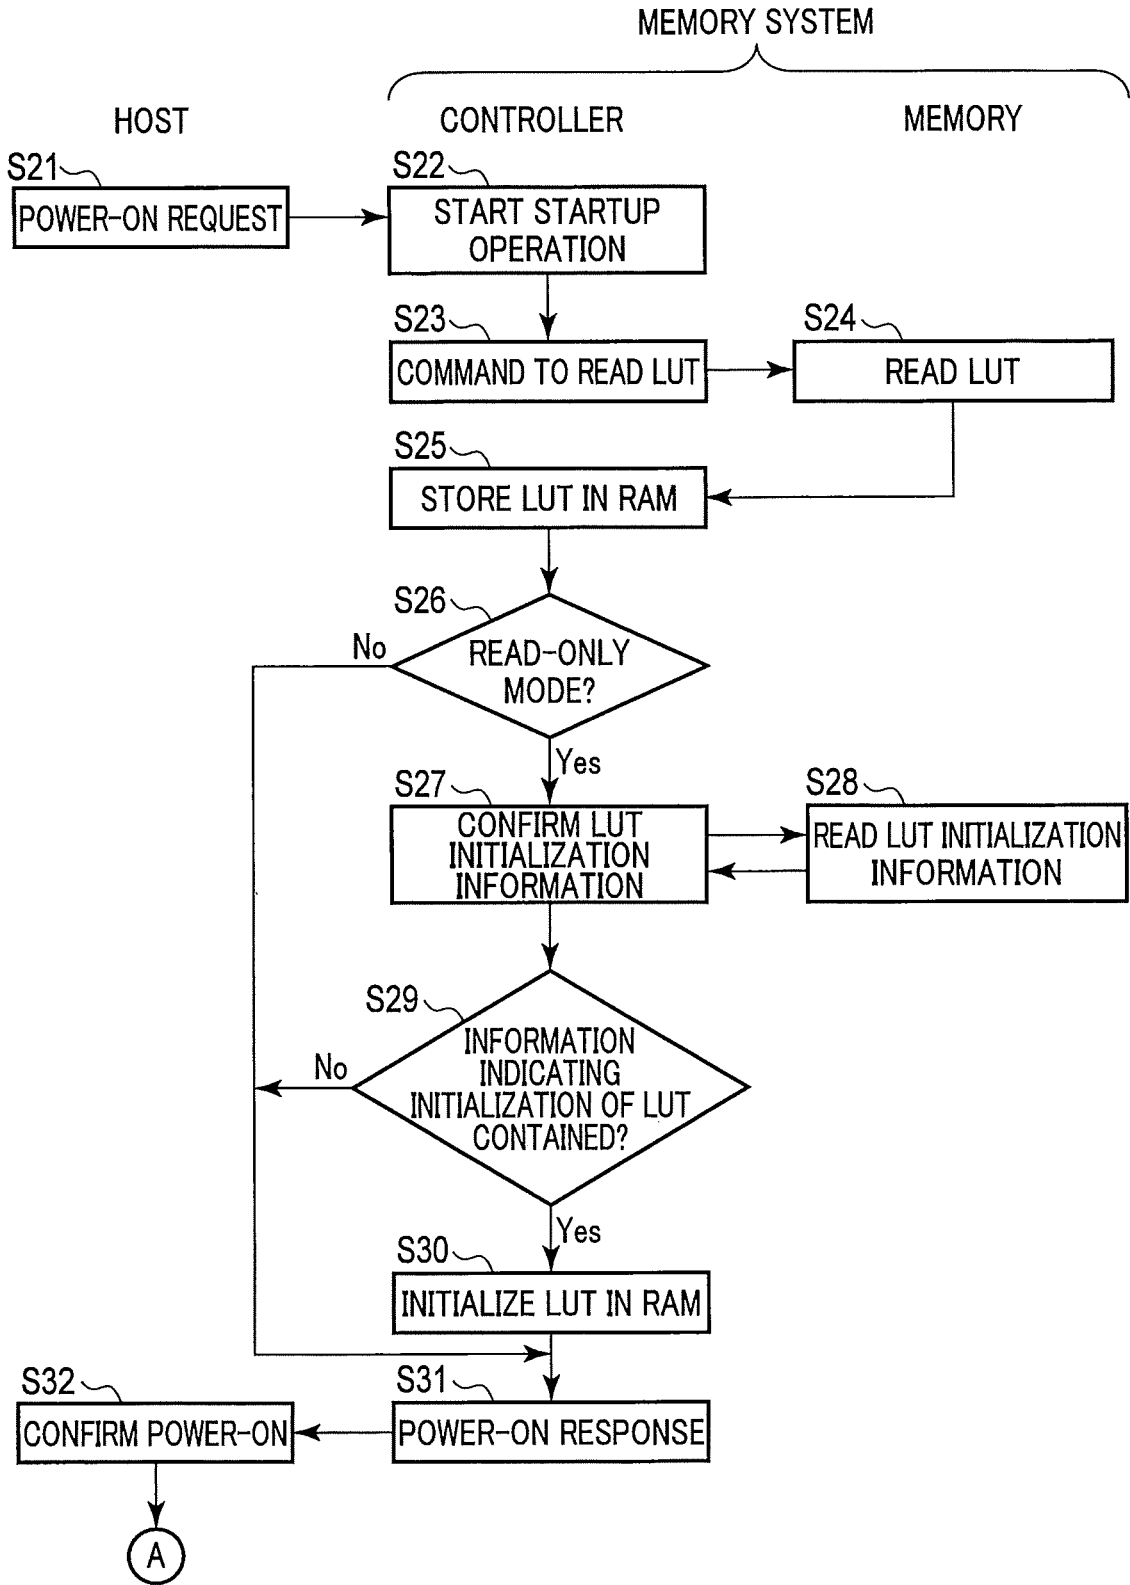 MEMORY SYSTEM
HOST
CONTROLLER
MEMORY
S21
POWER-ON REQUEST
S22
START STARTUP
OPERATION
S23
COMMAND TO READ LUT
S24
READ LUT
S25
STORE LUT IN RAM
S26
READ-ONLY
MODE?
No
Yes
S27
CONFIRM LUT
INITIALIZATION
INFORMATION
S28
READ LUT INITIALIZATION
INFORMATION
S29
INFORMATION
INDICATING
INITIALIZATION OF LUT
CONTAINED?
No
Yes
S30
INITIALIZE LUT IN RAM
S31
POWER-ON RESPONSE
S32
CONFIRM POWER-ON
A